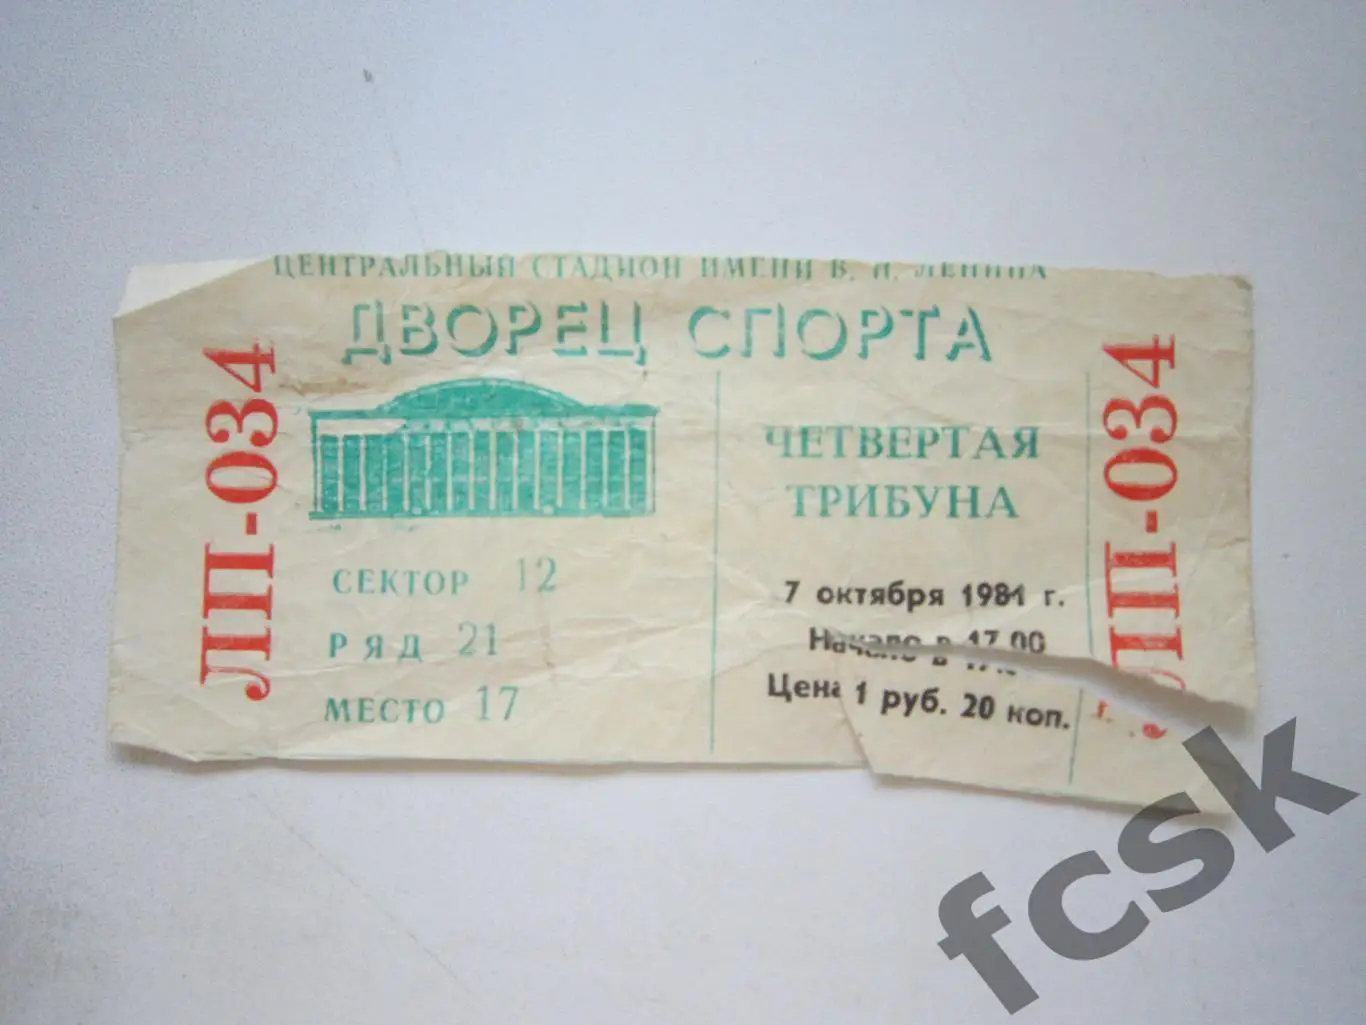 ЦЕНТРАЛЬНЫЙ СТАДИОН ИМЕНИ В. И. ЛЕНИНА
ДВОРЕЦ СПОРТА
ЛП-034
СЕКТОР 12
РЯД 21
МЕСТО 17
ЧЕТВЕРТАЯ
ТРИБУНА
7 октября 1981 г.
Начало в 17.00
Цена 1 руб. 20 коп.
ЛП-034
fcsk